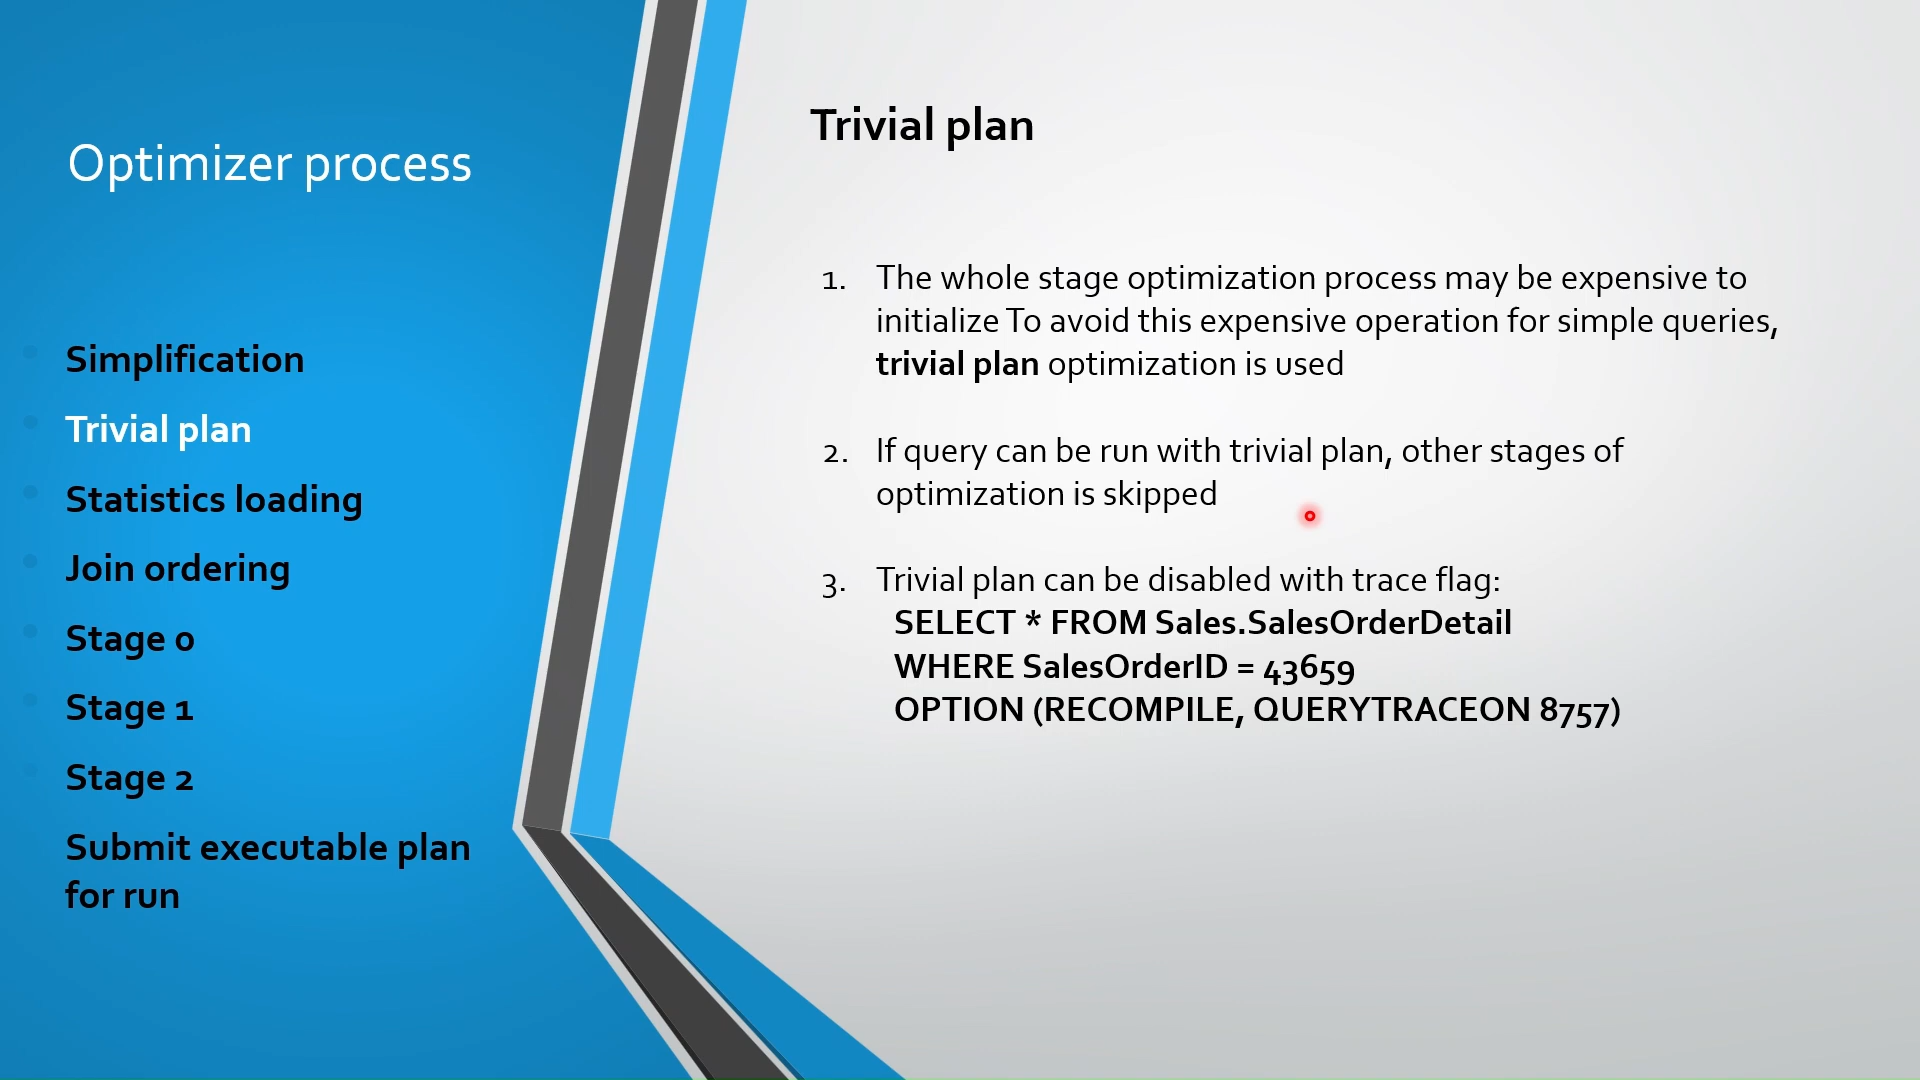 Optimizer process
Simplification
Trivial plan
Statistics loading
Join ordering
Stage 0
Stage 1
Stage 2
Submit executable plan
for run
Trivial plan
1. The whole stage optimization process may be expensive to
initialize To avoid this expensive operation for simple queries,
trivial plan optimization is used
2. If query can be run with trivial plan, other stages of
optimization is skipped
3. Trivial plan can be disabled with trace flag:
SELECT * FROM Sales.SalesOrderDetail
WHERE SalesOrderID = 43659
OPTION (RECOMPILE, QUERYTRACEON 8757)